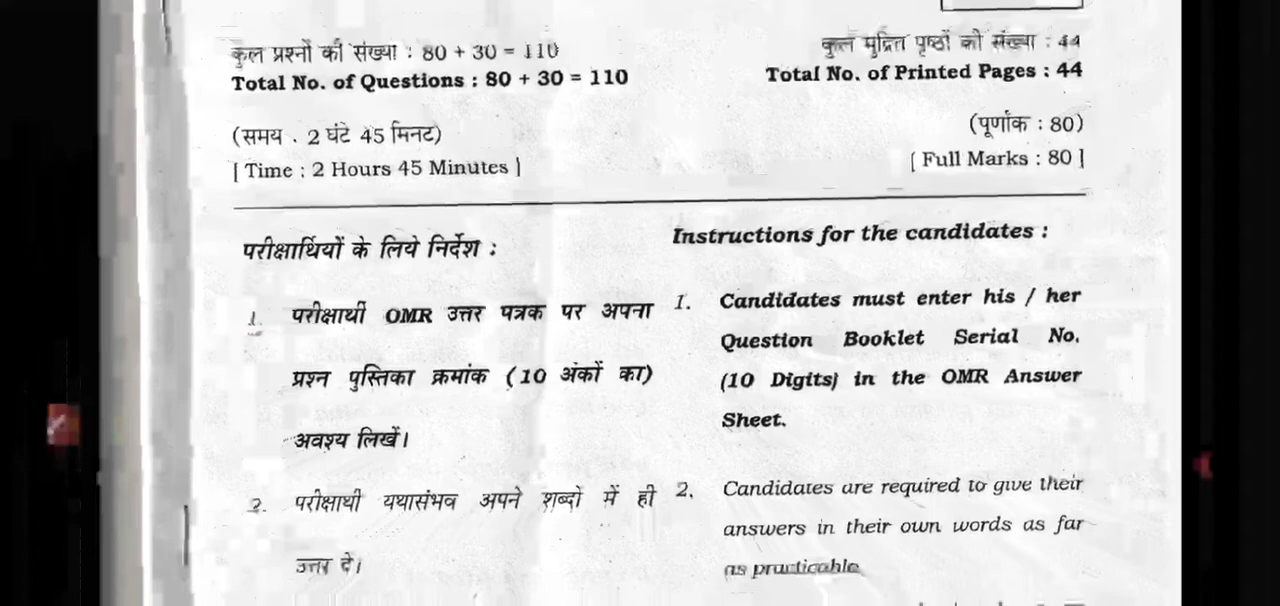 कुल प्रश्नों की संख्या : 80 + 30 = 110
Total No. of Questions : 80 + 30 = 110
कुल मुद्रित पृष्ठों की संख्या : 44
Total No. of Printed Pages : 44
(समय . 2 घंटे 45 मिनट)
[ Time : 2 Hours 45 Minutes ]
(पूर्णांक : 80)
[ Full Marks : 80 ]
परीक्षार्थियों के लिये निर्देश :
1. परीक्षार्थी OMR उत्तर पत्रक पर अपना
प्रश्न पुस्तिका क्रमांक (10 अंकों का)
अवश्य लिखें।
2. परीक्षार्थी यथासंभव अपने शब्दों में ही
उत्तर दें।
Instructions for the candidates :
1. Candidates must enter his / her
Question Booklet Serial No.
(10 Digits) in the OMR Answer
Sheet.
2. Candidates are required to give their
answers in their own words as far
as practicable